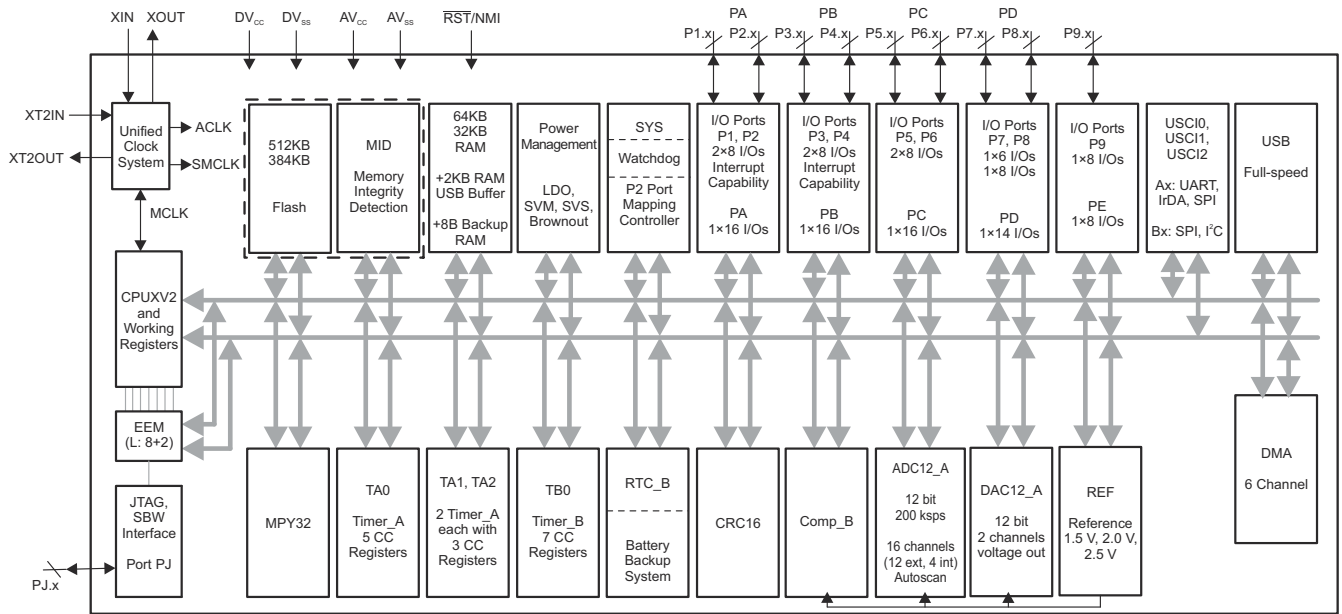 XIN XOUT DVCC DVSS AVCC AVSS RST/NMI PA PB PC PD
P1.x P2.x P3.x P4.x P5.x P6.x P7.x P8.x P9.x
XT2IN
XT2OUT
Unified
Clock
System
ACLK
SMCLK
MCLK
512KB
384KB
Flash
MID
Memory
Integrity
Detection
64KB
32KB
RAM
+2KB RAM
USB Buffer
+8B Backup
RAM
Power
Management
LDO,
SVM, SVS,
Brownout
SYS
Watchdog
P2 Port
Mapping
Controller
I/O Ports
P1, P2
2×8 I/Os
Interrupt
Capability
PA
1×16 I/Os
I/O Ports
P3, P4
2×8 I/Os
Interrupt
Capability
PB
1×16 I/Os
I/O Ports
P5, P6
2×8 I/Os
PC
1×16 I/Os
I/O Ports
P7, P8
1×6 I/Os
1×8 I/Os
PD
1×14 I/Os
I/O Ports
P9
1×8 I/Os
PE
1×8 I/Os
USCI0,
USCI1,
USCI2
Ax: UART,
IrDA, SPI
Bx: SPI, I²C
USB
Full-speed
CPUXV2
and
Working
Registers
EEM
(L: 8+2)
JTAG,
SBW
Interface
Port PJ
PJ.x
MPY32
TA0
Timer_A
5 CC
Registers
TA1, TA2
2 Timer_A
each with
3 CC
Registers
TB0
Timer_B
7 CC
Registers
RTC_B
Battery
Backup
System
CRC16
Comp_B
ADC12_A
12 bit
200 ksps
16 channels
(12 ext, 4 int)
Autoscan
DAC12_A
12 bit
2 channels
voltage out
REF
Reference
1.5 V, 2.0 V,
2.5 V
DMA
6 Channel